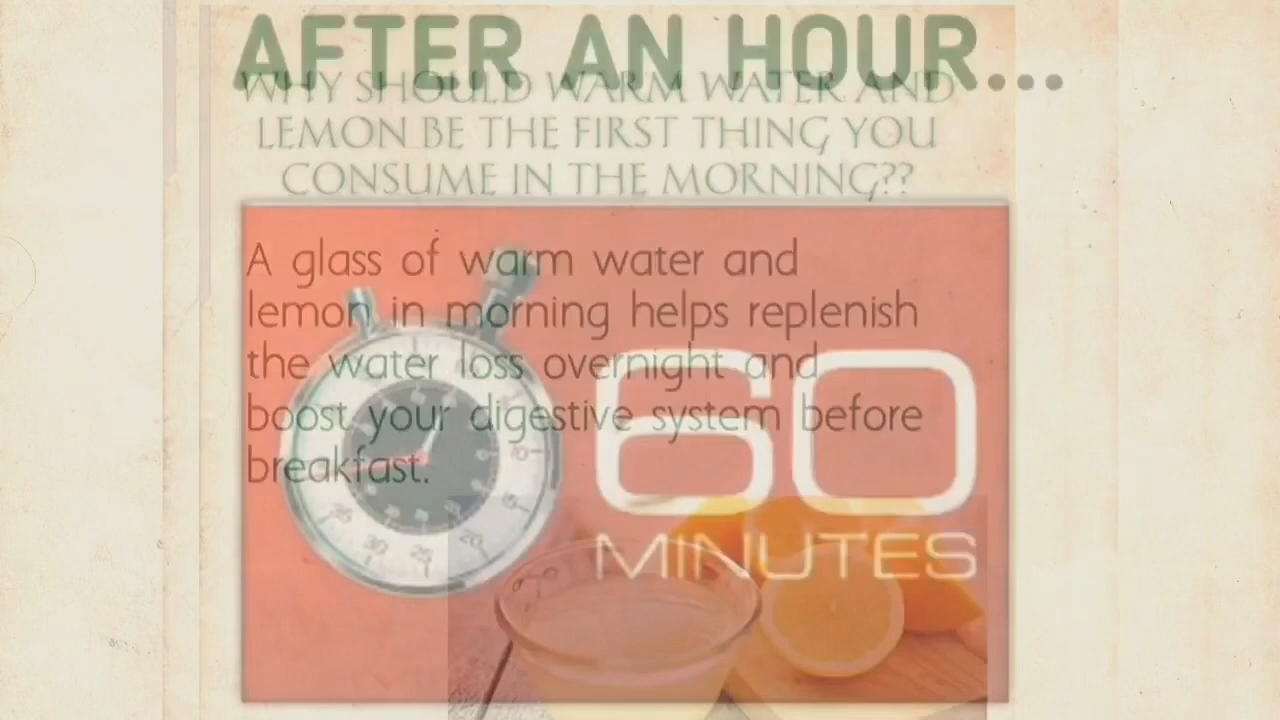 AFTER AN HOUR...
WHY SHOULD WARM WATER AND
LEMON BE THE FIRST THING YOU
CONSUME IN THE MORNING??
A glass of warm water and
lemon in morning helps replenish
the water loss overnight and
boost your digestive system before
breakfast.
60
MINUTES